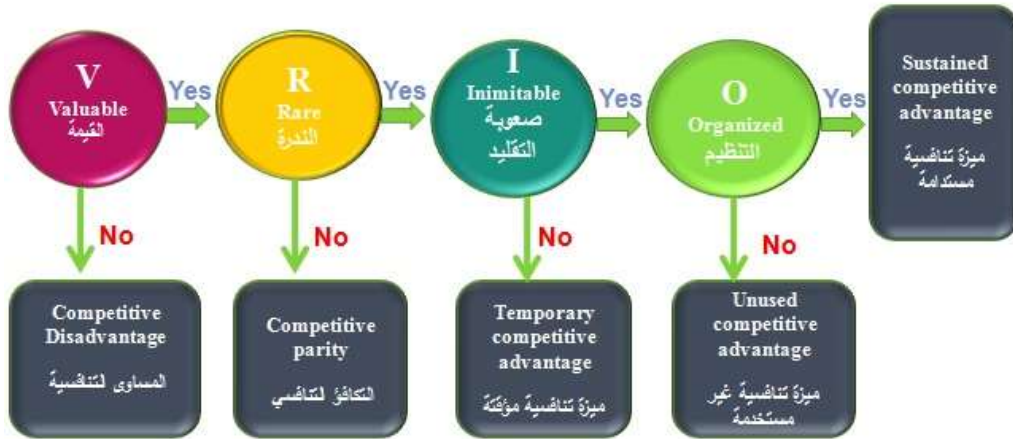 V
Valuable
القيمة
Yes
R
Rare
الندرة
Yes
I
Inimitable
صعوبة
التقليد
Yes
O
Organized
التنظيم
Yes
Sustained
competitive
advantage
ميزة تنافسية
مستدامة
No
No
No
No
Competitive
Disadvantage
المساوى لتنافسية
Competitive
parity
التكافؤ لتنافسي
Temporary
competitive
advantage
ميزة تنافسية مؤقتة
Unused
competitive
advantage
ميزة تنافسية غير
مستخدمة